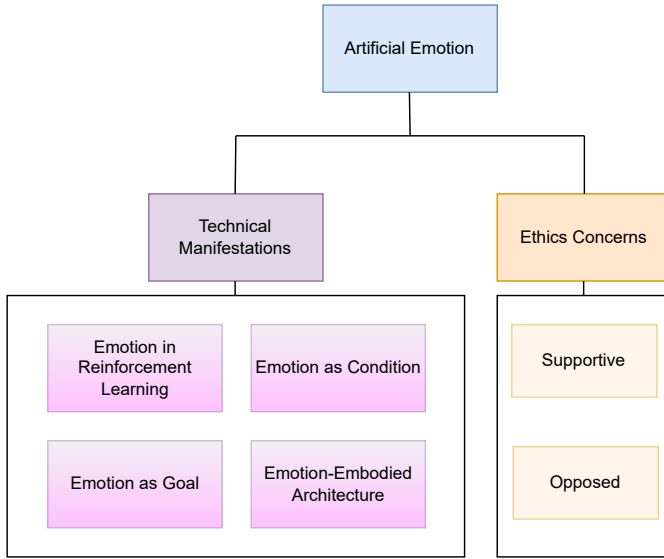 Artificial Emotion
Technical
Manifestations
Ethics Concerns
Emotion in
Reinforcement
Learning
Emotion as Condition
Supportive
Emotion as Goal
Emotion-Embodied
Architecture
Opposed